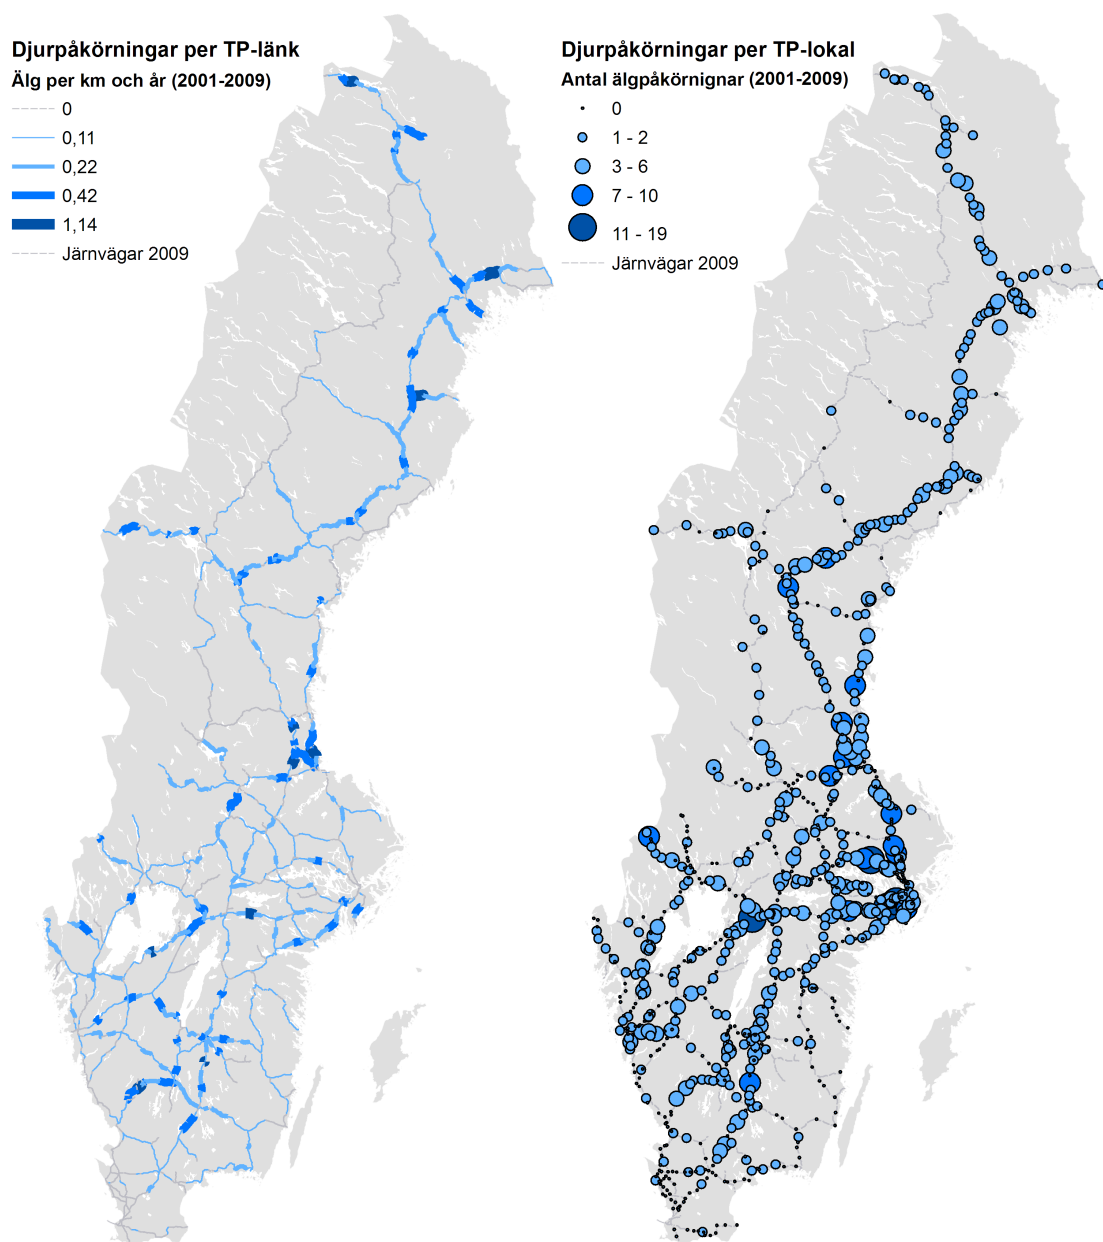 Djurpåkörningar per TP-länk
Älg per km och år (2001-2009)
0
0,11
0,22
0,42
1,14
Järnvägar 2009
Djurpåkörningar per TP-lokal
Antal älgpåkörnignar (2001-2009)
0
1 - 2
3 - 6
7 - 10
11 - 19
Järnvägar 2009